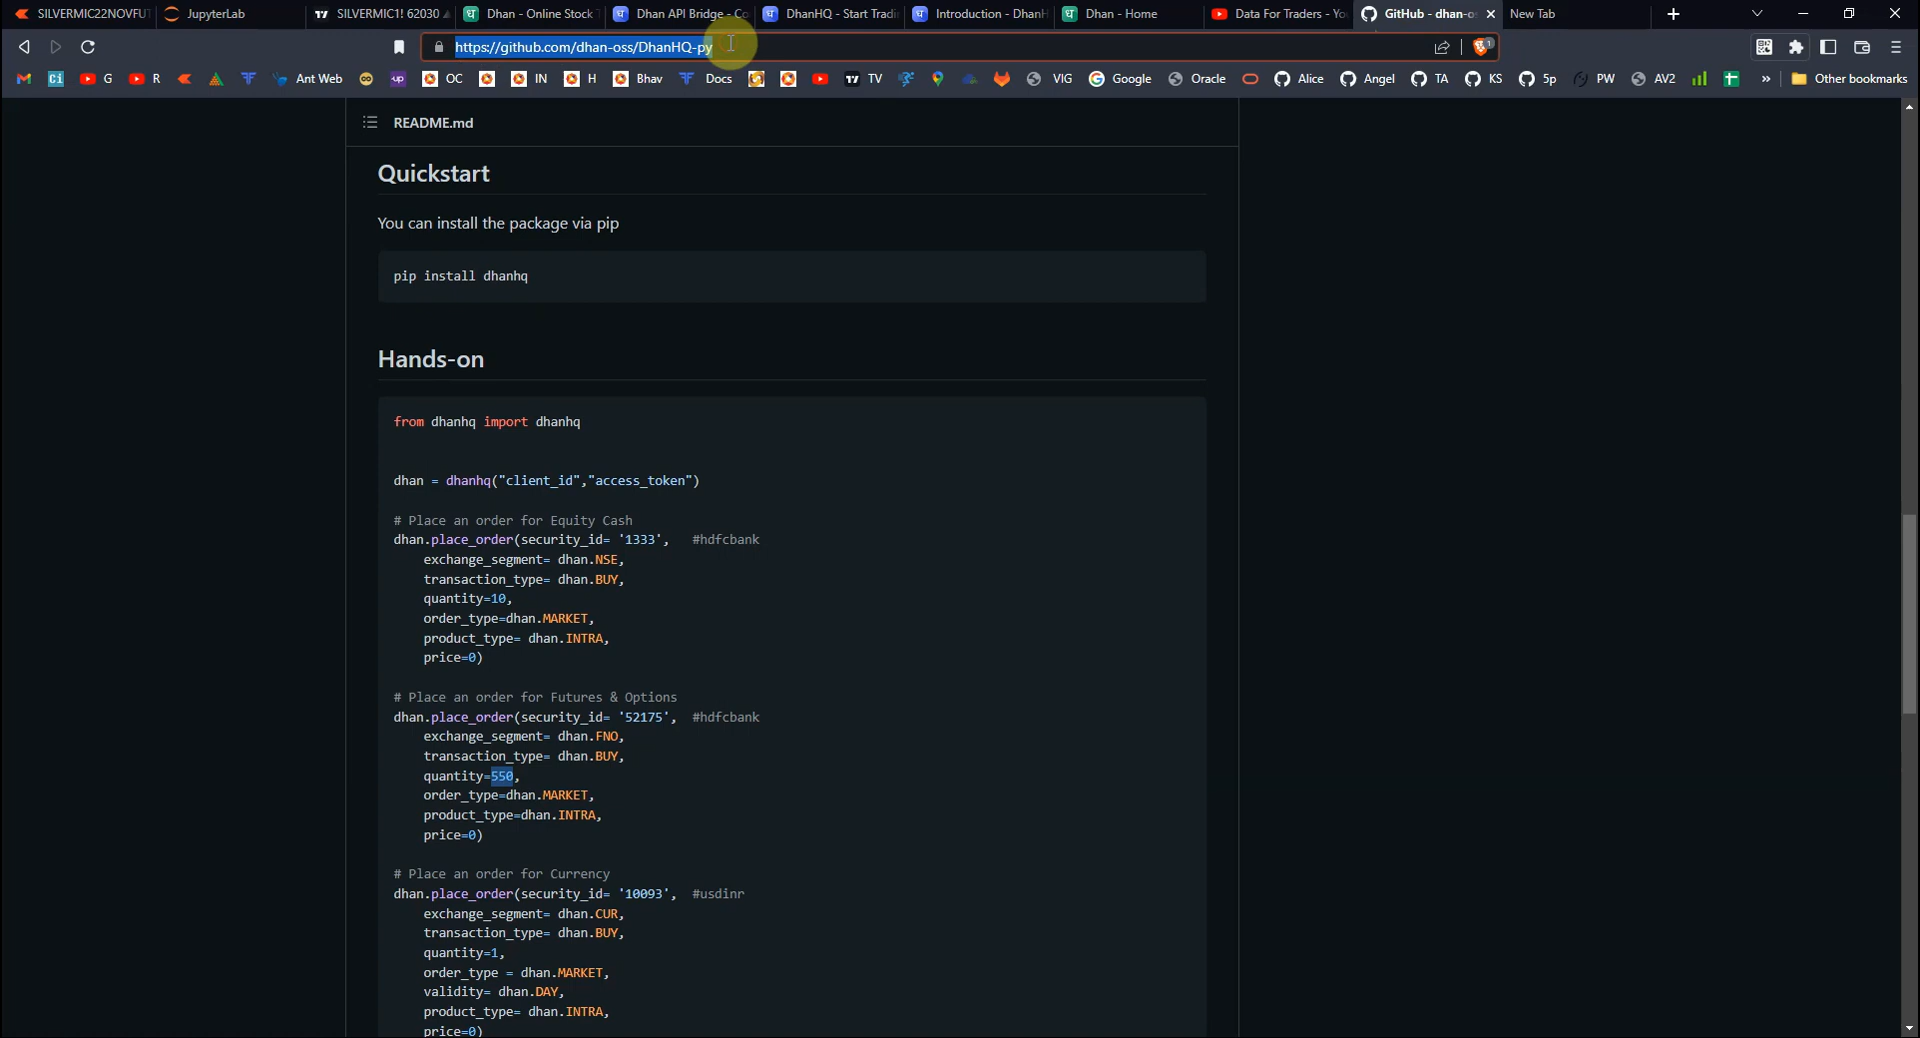 SILVERMIC22NOVFUT
JupyterLab
SILVERMIC1! 62030
Dhan - Online Stock
Dhan API Bridge - Co
DhanHQ - Start Tradi
Introduction - DhanH
Dhan - Home
Data For Traders - Yo
GitHub - dhan-o
New Tab
https://github.com/dhan-oss/DhanHQ-py
1
Ci
G
R
Ant Web
up
OC
IN
H
Bhav
Docs
TV
VIG
Google
Oracle
Alice
Angel
TA
KS
5p
PW
AV2
»
Other bookmarks
README.md
Quickstart
You can install the package via pip
pip install dhanhq
Hands-on
from dhanhq import dhanhq
dhan = dhanhq("client_id","access_token")
# Place an order for Equity Cash
dhan.place_order(security_id= '1333',   #hdfcbank
    exchange_segment= dhan.NSE,
    transaction_type= dhan.BUY,
    quantity=10,
    order_type=dhan.MARKET,
    product_type= dhan.INTRA,
    price=0)
# Place an order for Futures & Options
dhan.place_order(security_id= '52175',  #hdfcbank
    exchange_segment= dhan.FNO,
    transaction_type= dhan.BUY,
    quantity=550,
    order_type=dhan.MARKET,
    product_type=dhan.INTRA,
    price=0)
# Place an order for Currency
dhan.place_order(security_id= '10093',  #usdinr
    exchange_segment= dhan.CUR,
    transaction_type= dhan.BUY,
    quantity=1,
    order_type = dhan.MARKET,
    validity= dhan.DAY,
    product_type= dhan.INTRA,
    price=0)